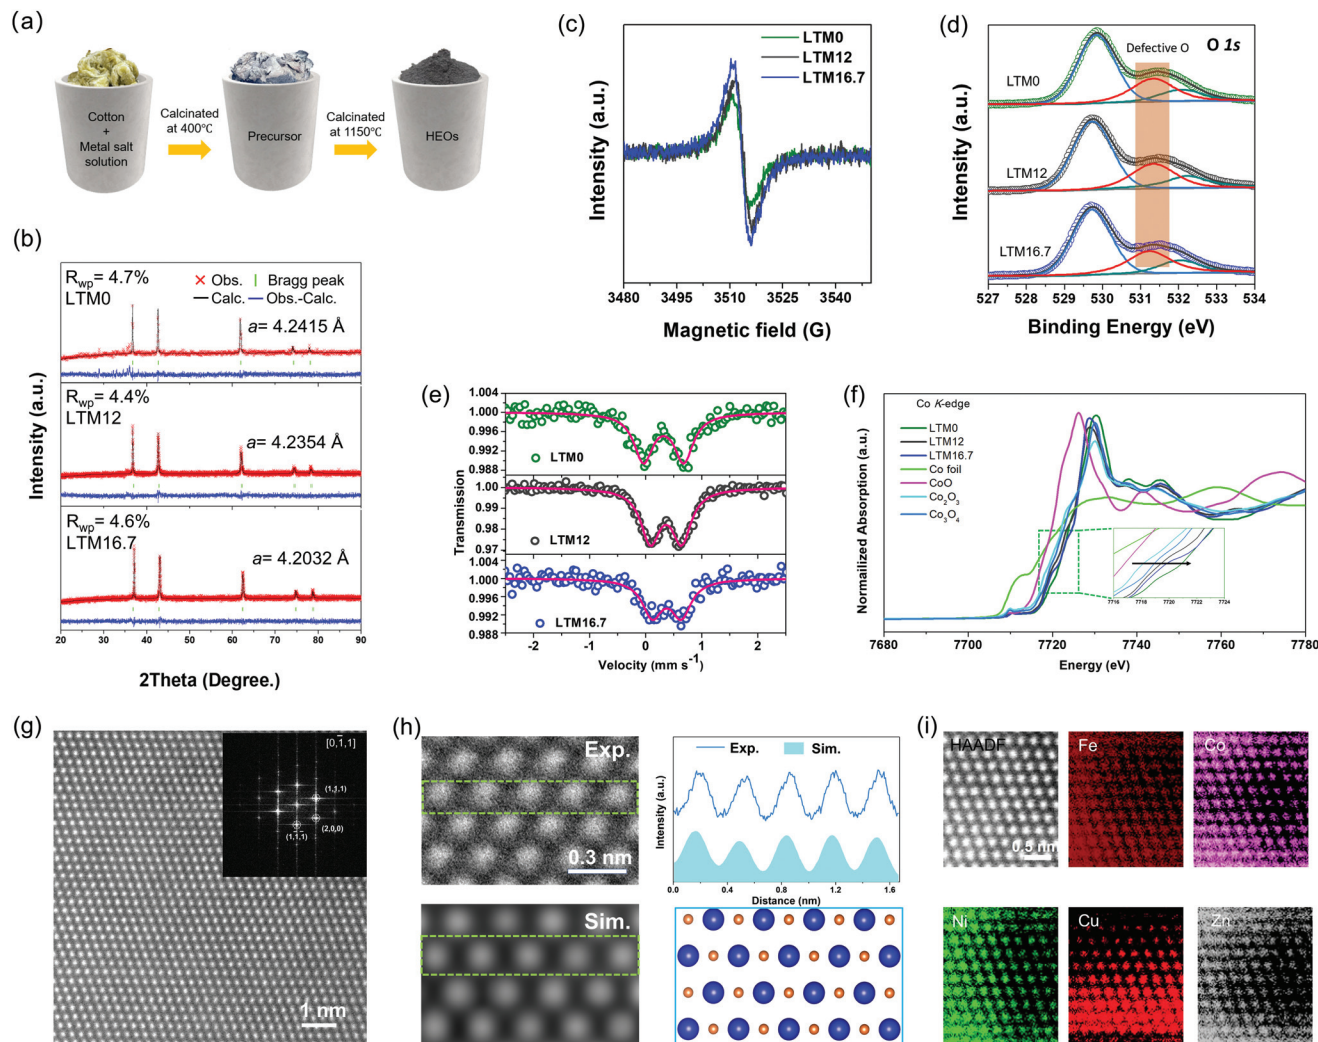 (a)
Cotton
+
Metal salt
solution
Calcinated
at 400℃
Precursor
Calcinated
at 1150℃
HEOs
(b)
R_wp= 4.7%
LTM0
Obs.
Bragg peak
Calc.
Obs.-Calc.
a= 4.2415 Å
R_wp= 4.4%
LTM12
a= 4.2354 Å
R_wp= 4.6%
LTM16.7
a= 4.2032 Å
Intensity (a.u.)
20 30 40 50 60 70 80 90
2Theta (Degree.)
(c)
LTM0
LTM12
LTM16.7
Intensity (a.u.)
3480 3495 3510 3525 3540
Magnetic field (G)
(d)
O 1s
Defective O
LTM0
LTM12
LTM16.7
Intensity (a.u.)
527 528 529 530 531 532 533 534
Binding Energy (eV)
(e)
1.004
1.000
0.996
0.992
0.988
LTM0
1.00
0.99
0.98
0.97
LTM12
1.004
1.000
0.996
0.992
0.988
LTM16.7
Transmission
-2 -1 0 1 2
Velocity (mm s⁻¹)
(f)
Co K-edge
LTM0
LTM12
LTM16.7
Co foil
CoO
Co₂O₃
Co₃O₄
Normailized Absorption (a.u.)
7716 7718 7720 7722 7724
7680 7700 7720 7740 7760 7780
Energy (eV)
(g)
[0,1̅,1]
(1,1,1)
(2,0,0)
(1,1̅,1̅)
1 nm
(h)
Exp.
0.3 nm
Sim.
Exp.
Sim.
Intensity (a.u.)
0.0 0.4 0.8 1.2 1.6
Distance (nm)
(i)
HAADF
0.5 nm
Fe
Co
Ni
Cu
Zn